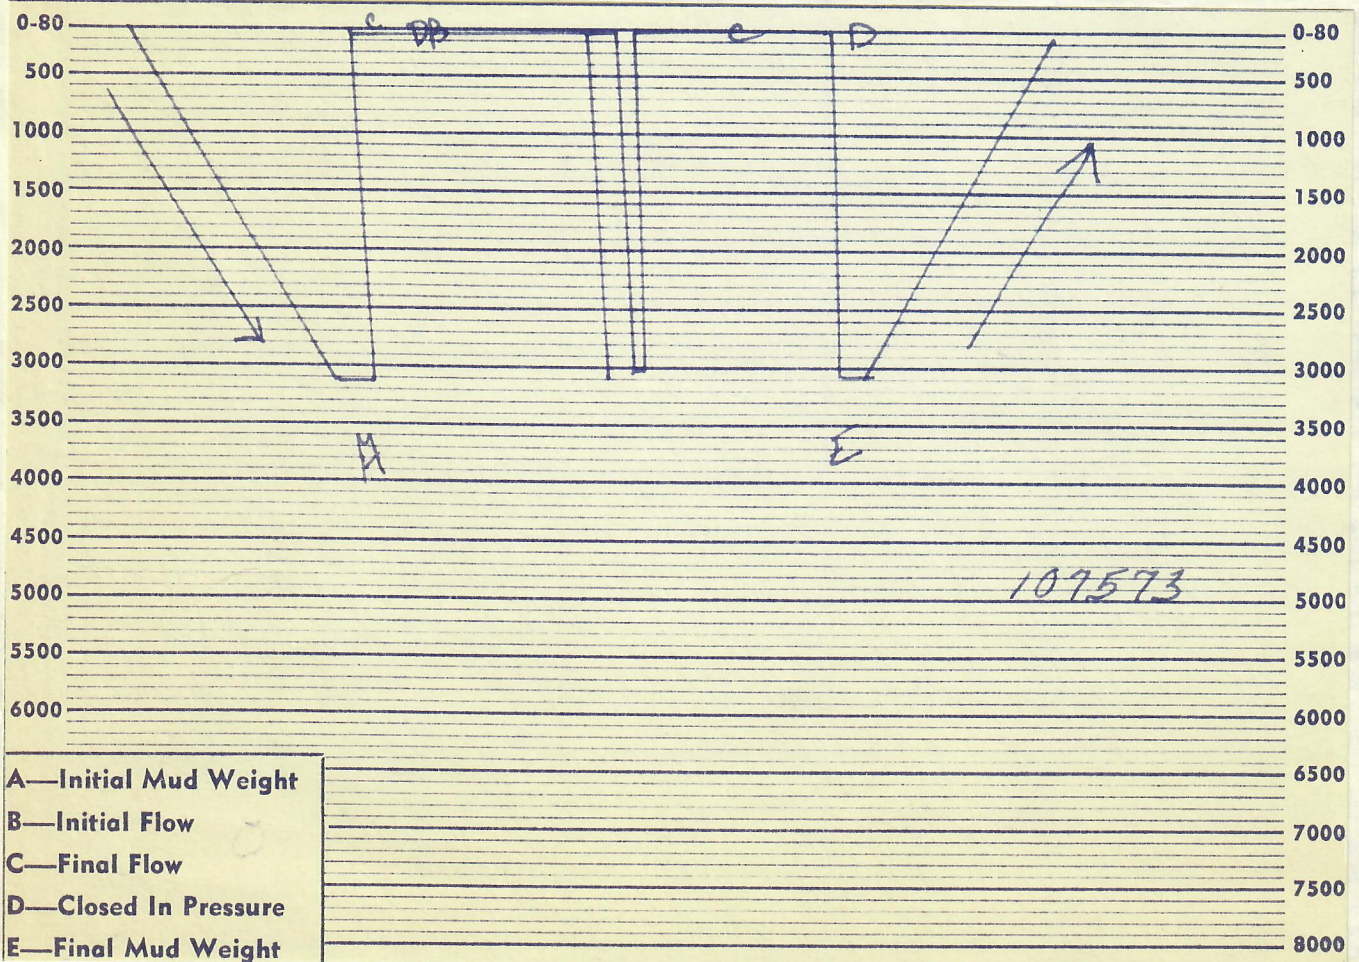 0-80 C DB C D 0-80
500 500
1000 1000
1500 1500
2000 2000
2500 2500
3000 3000
3500 3500
A E
4000 4000
4500 4500
107573
5000 5000
5500 5500
6000 6000
6500
A—Initial Mud Weight
B—Initial Flow 7000
C—Final Flow
7500
D—Closed In Pressure
E—Final Mud Weight 8000